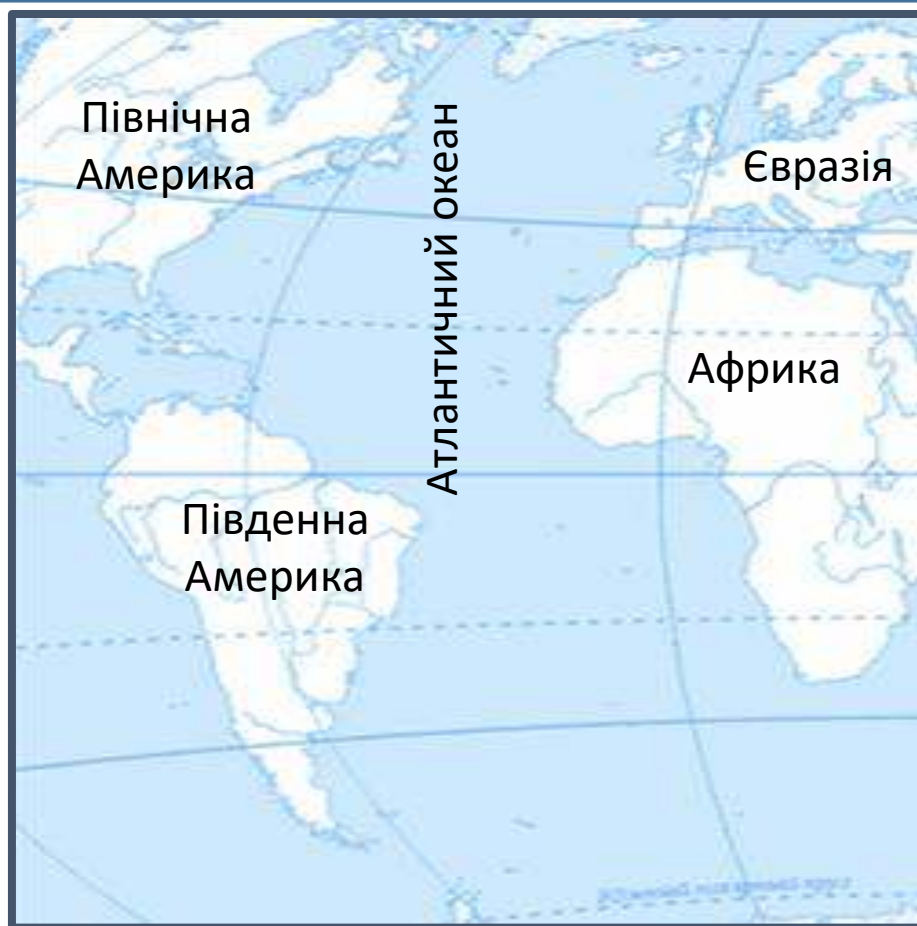 Північна
Америка
Атлантичний океан
Євразія
Африка
Південна
Америка